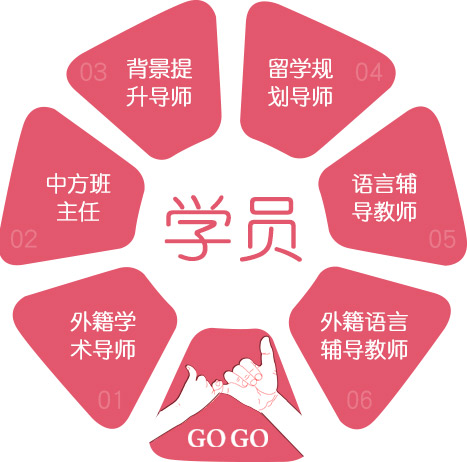 03
背景提
升导师
留学规
划导师
04
中方班
主任
02
学员
语言辅
导教师
05
外籍学
术导师
01
外籍语言
辅导教师
06
GO GO